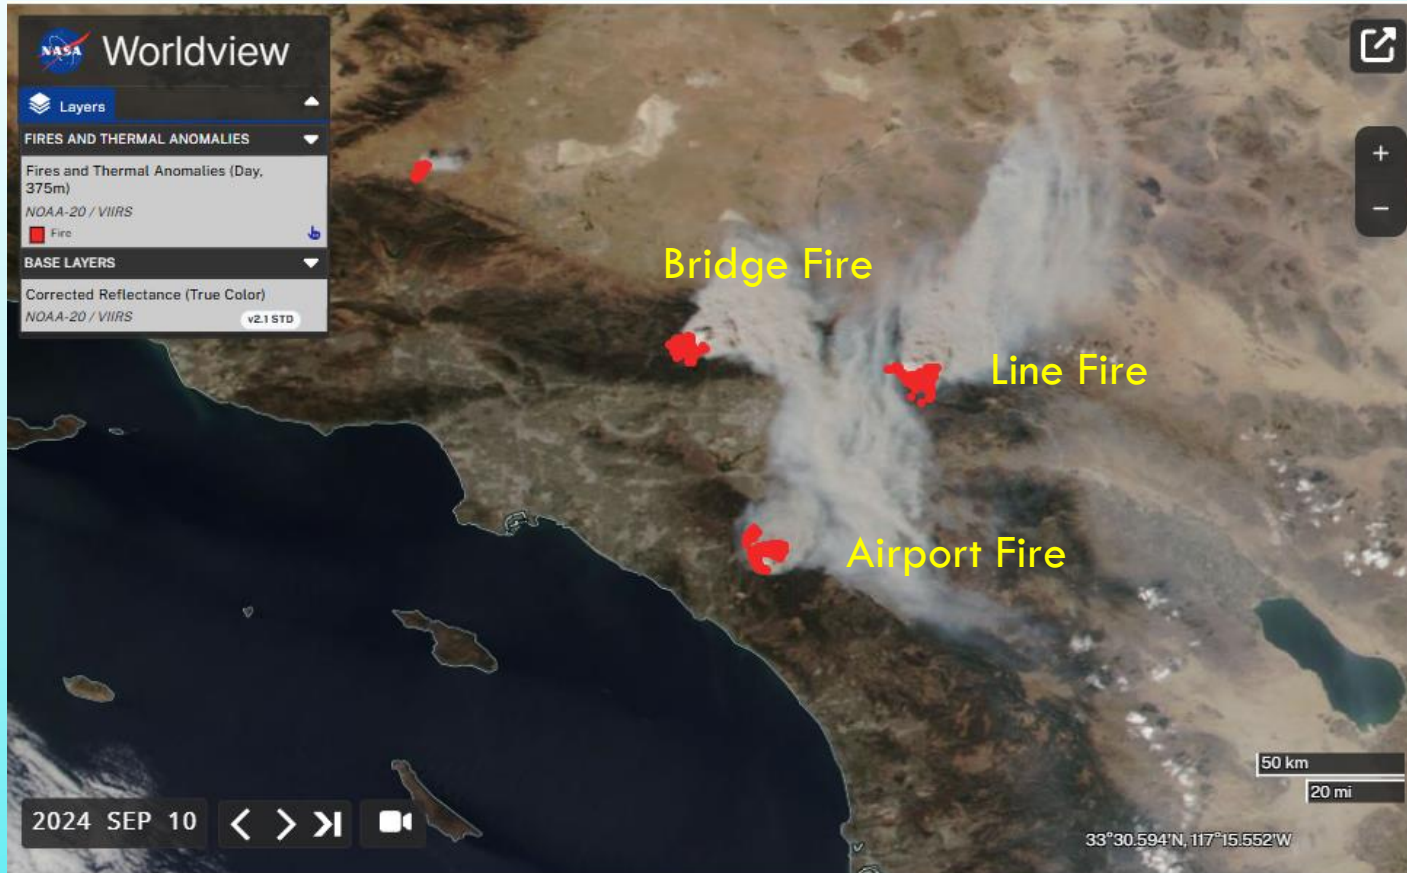 NASA Worldview
Layers
FIRES AND THERMAL ANOMALIES
Fires and Thermal Anomalies (Day,
375m)
NOAA-20 / VIIRS
Fire
BASE LAYERS
Corrected Reflectance (True Color)
NOAA-20 / VIIRS
v2.1 STD
Bridge Fire
Line Fire
Airport Fire
50 km
20 mi
2024 SEP 10
33°30.594'N, 117°15.552'W